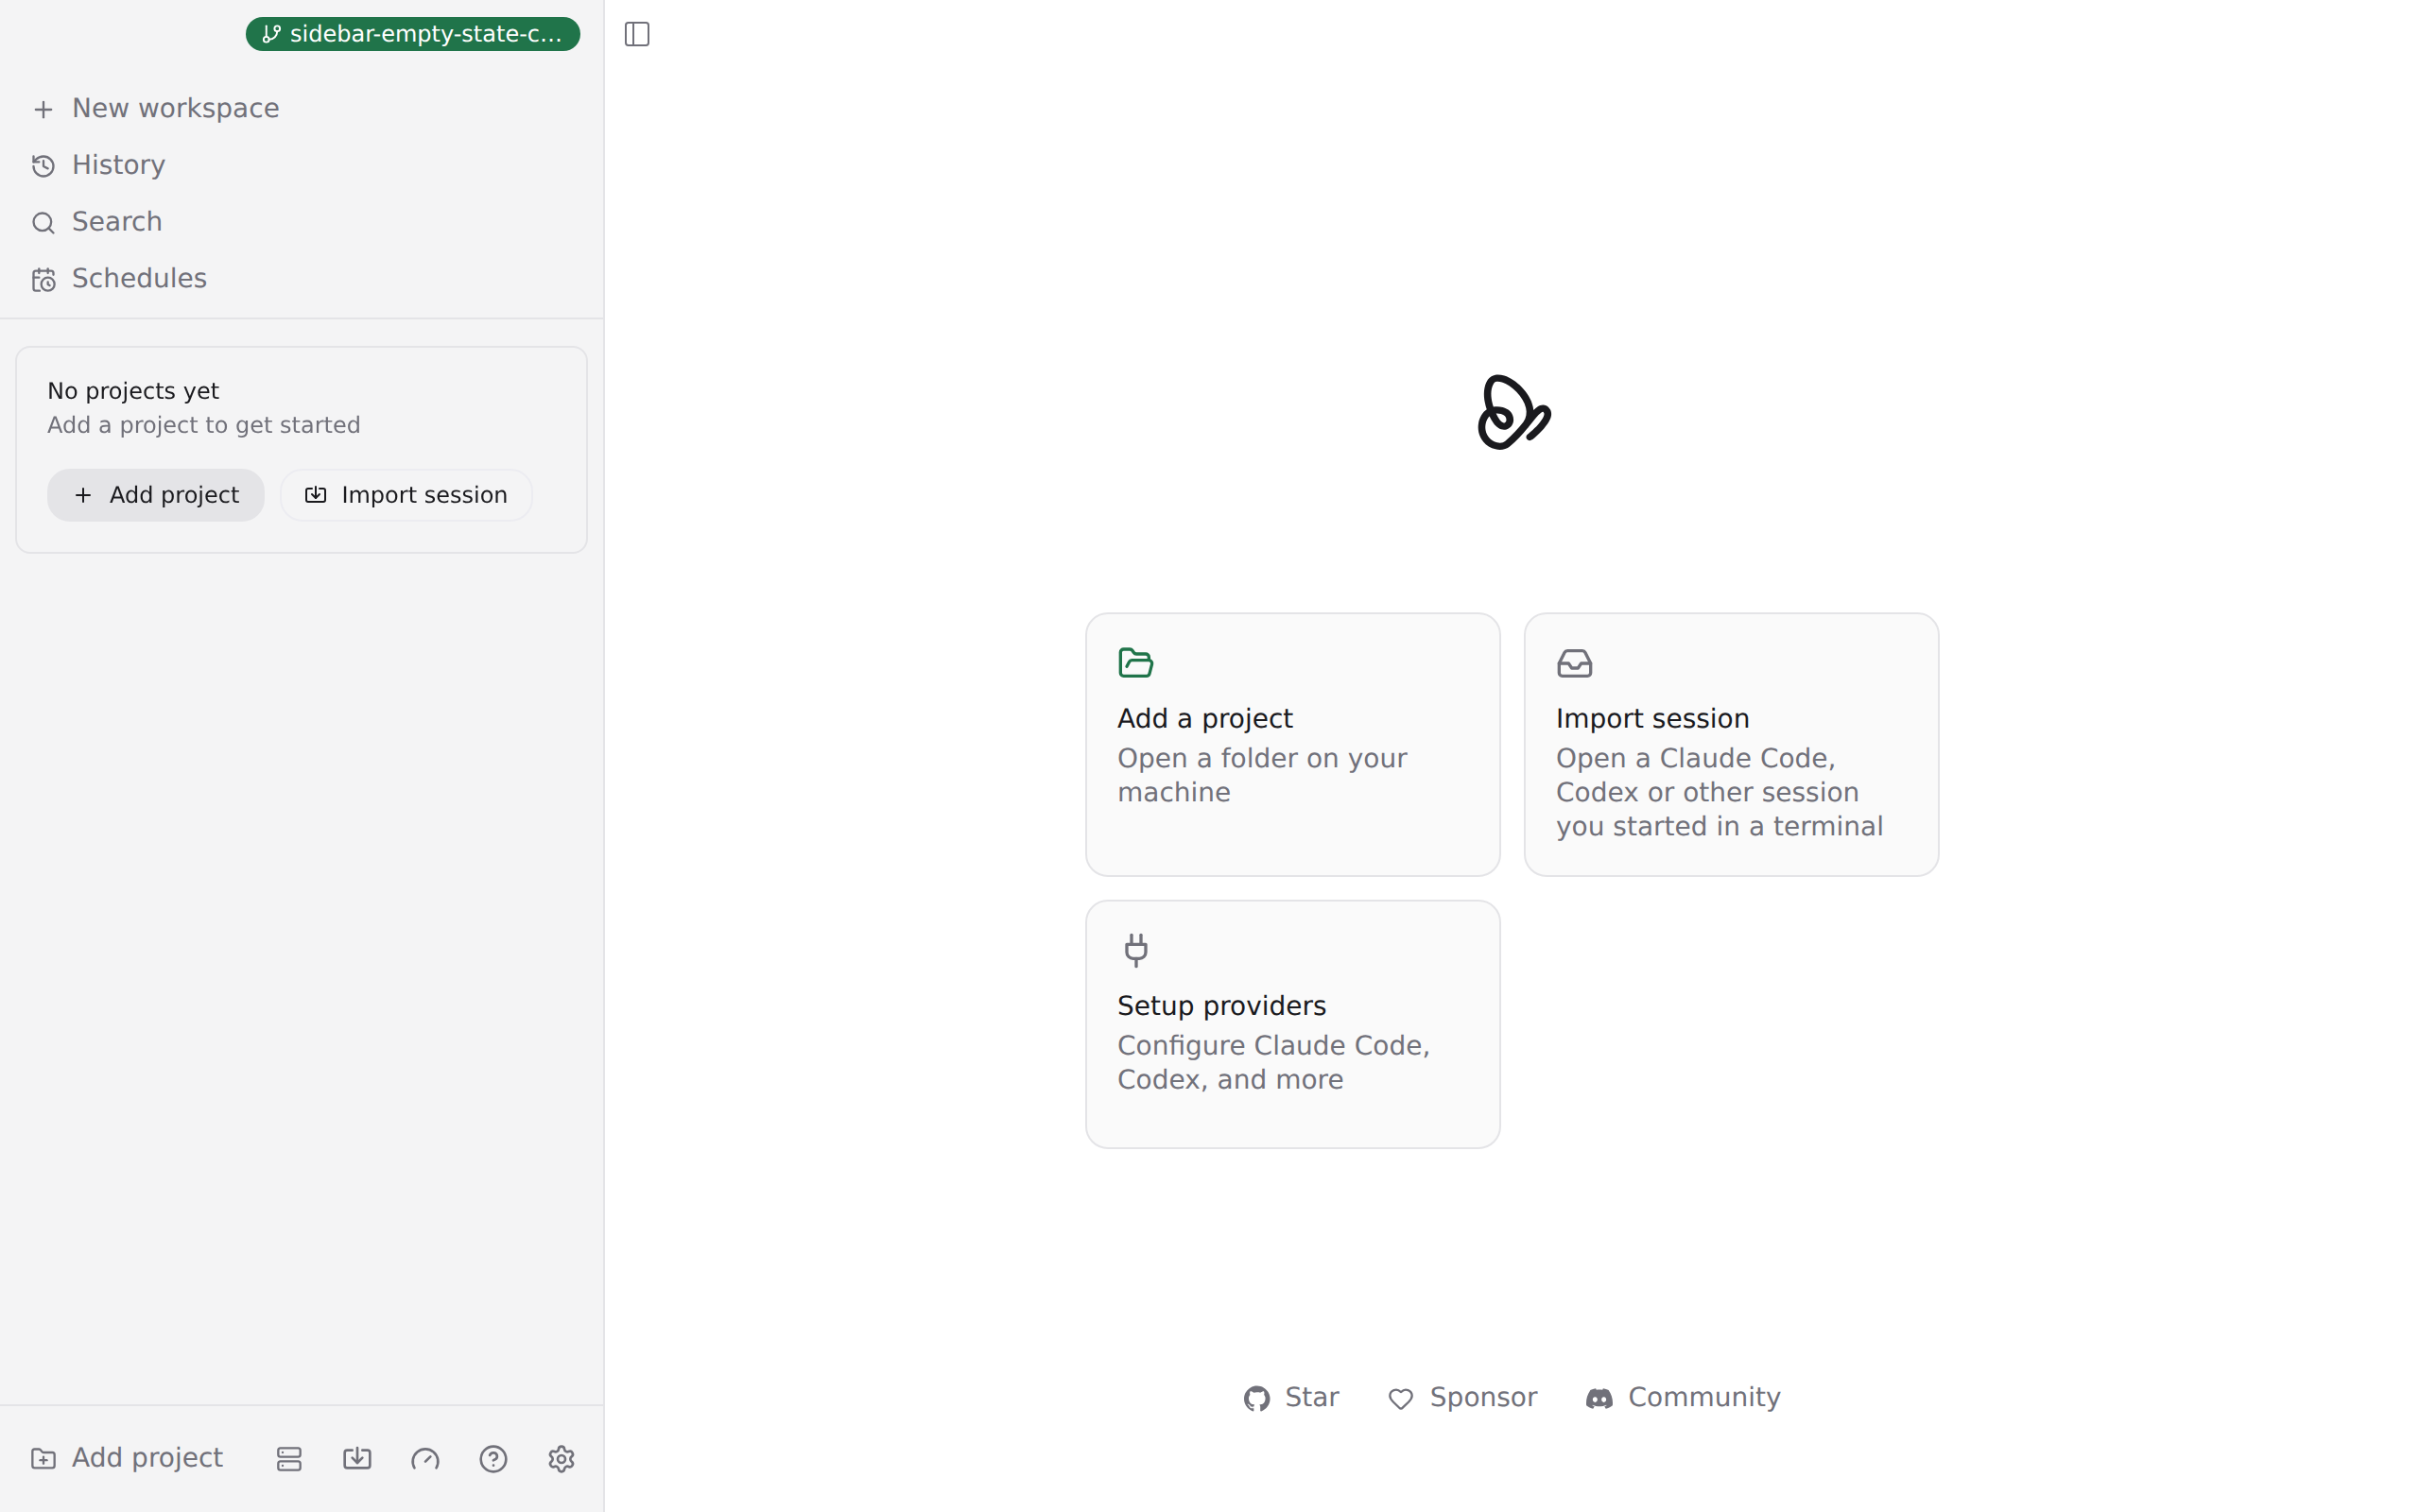 sidebar-empty-state-c...
New workspace
History
Search
Schedules
No projects yet
Add a project to get started
Add project
Import session
Add a project
Open a folder on your
machine
Import session
Open a Claude Code,
Codex or other session
you started in a terminal
Setup providers
Configure Claude Code,
Codex, and more
Star
Sponsor
Community
Add project